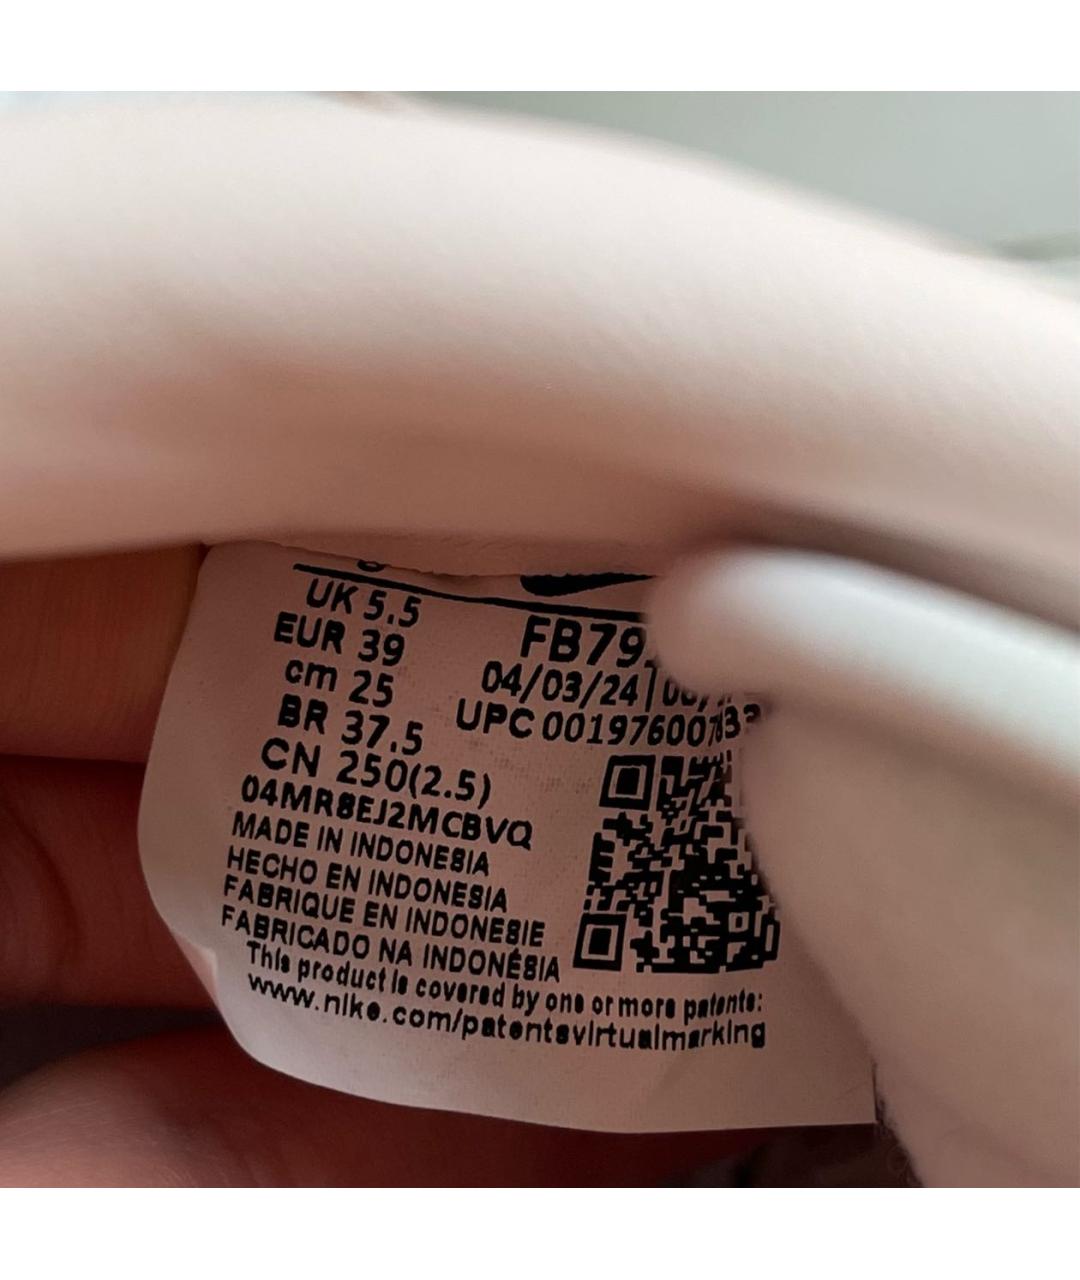 UK 5.5
EUR 39
cm 25
BR 37.5
CN 250(2.5)
04MR8EJ2MCBVQ
MADE IN INDONESIA
HECHO EN INDONESIA
FABRIQUE EN INDONESIE
FABRICADO NA INDONÉSIA
This product is covered by one or more patents:
www.nike.com/patentsvirtualmarking
FB79
04/03/24
UPC